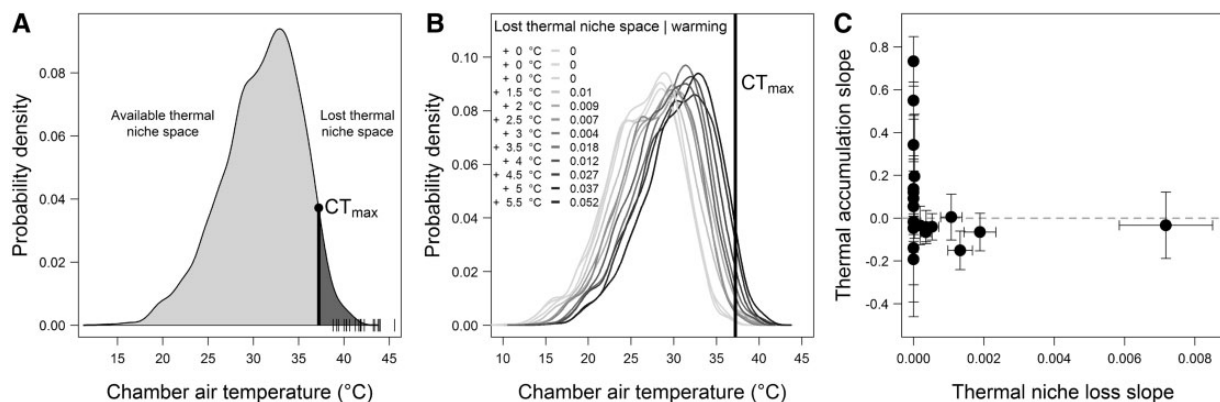 A
Available thermal
niche space
Lost thermal
niche space
CTmax
Probability density
0.00
0.02
0.04
0.06
0.08
15 20 25 30 35 40 45
Chamber air temperature (°C)
B
Lost thermal niche space | warming
+ 0 °C 0
+ 0 °C 0
+ 0 °C 0
+ 1.5 °C 0.01
+ 2 °C 0.009
+ 2.5 °C 0.007
+ 3 °C 0.004
+ 3.5 °C 0.018
+ 4 °C 0.012
+ 4.5 °C 0.027
+ 5 °C 0.037
+ 5.5 °C 0.052
CTmax
Probability density
0.00
0.02
0.04
0.06
0.08
0.10
10 15 20 25 30 35 40 45
Chamber air temperature (°C)
C
Thermal accumulation slope
0.8
0.6
0.4
0.2
0.0
-0.2
-0.4
0.000 0.002 0.004 0.006 0.008
Thermal niche loss slope